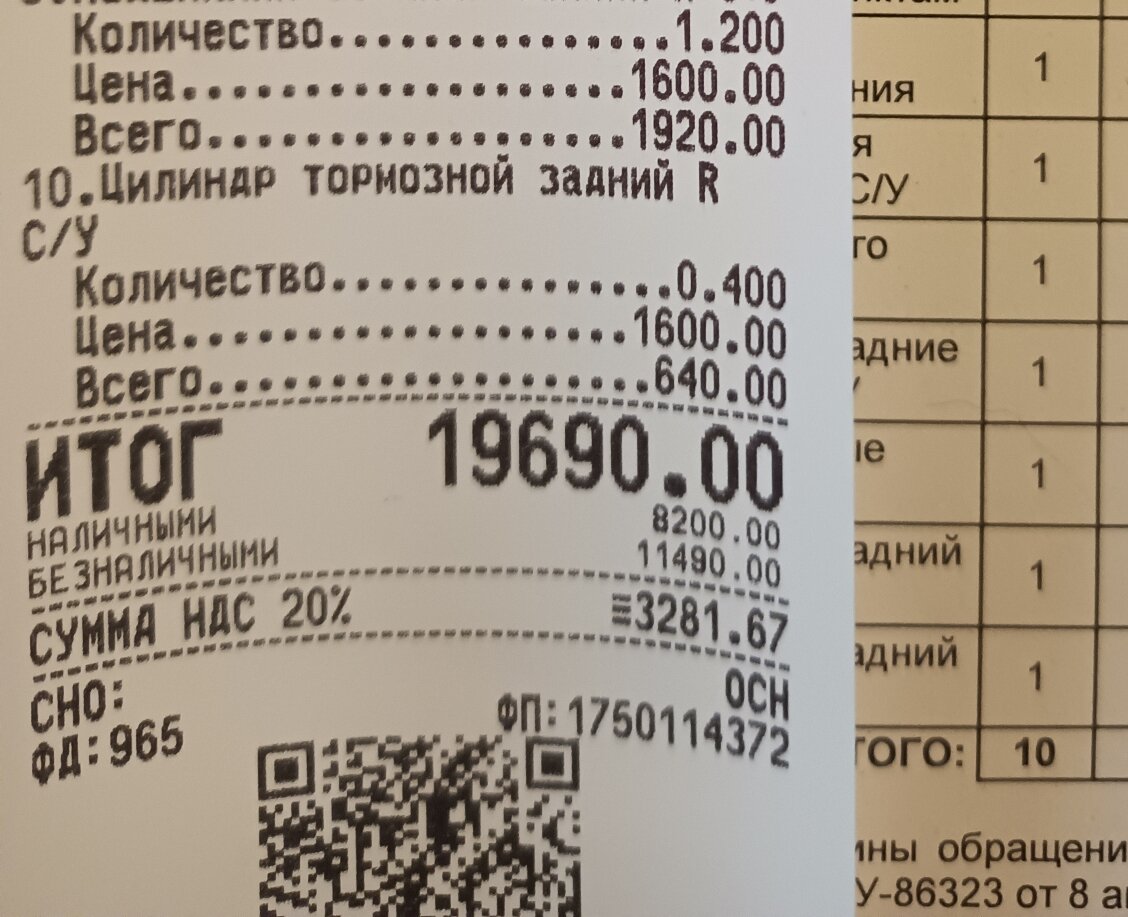 Количество...............1.200
Цена...................1600.00
Всего..................1920.00
10.Цилиндр тормозной задний R
С/У
Количество...............0.400
Цена...................1600.00
Всего...................640.00
ИТОГ 19690.00
НАЛИЧНЫМИ 8200.00
БЕЗНАЛИЧНЫМИ 11490.00
СУММА НДС 20% ≡3281.67
СНО: ОСН
ФД:965 ФП:1750114372
ния 1
я
С/У 1
го 1
адние 1
ые 1
адний 1
адний 1
ТОГО: 10
ины обращени
У-86323 от 8 а